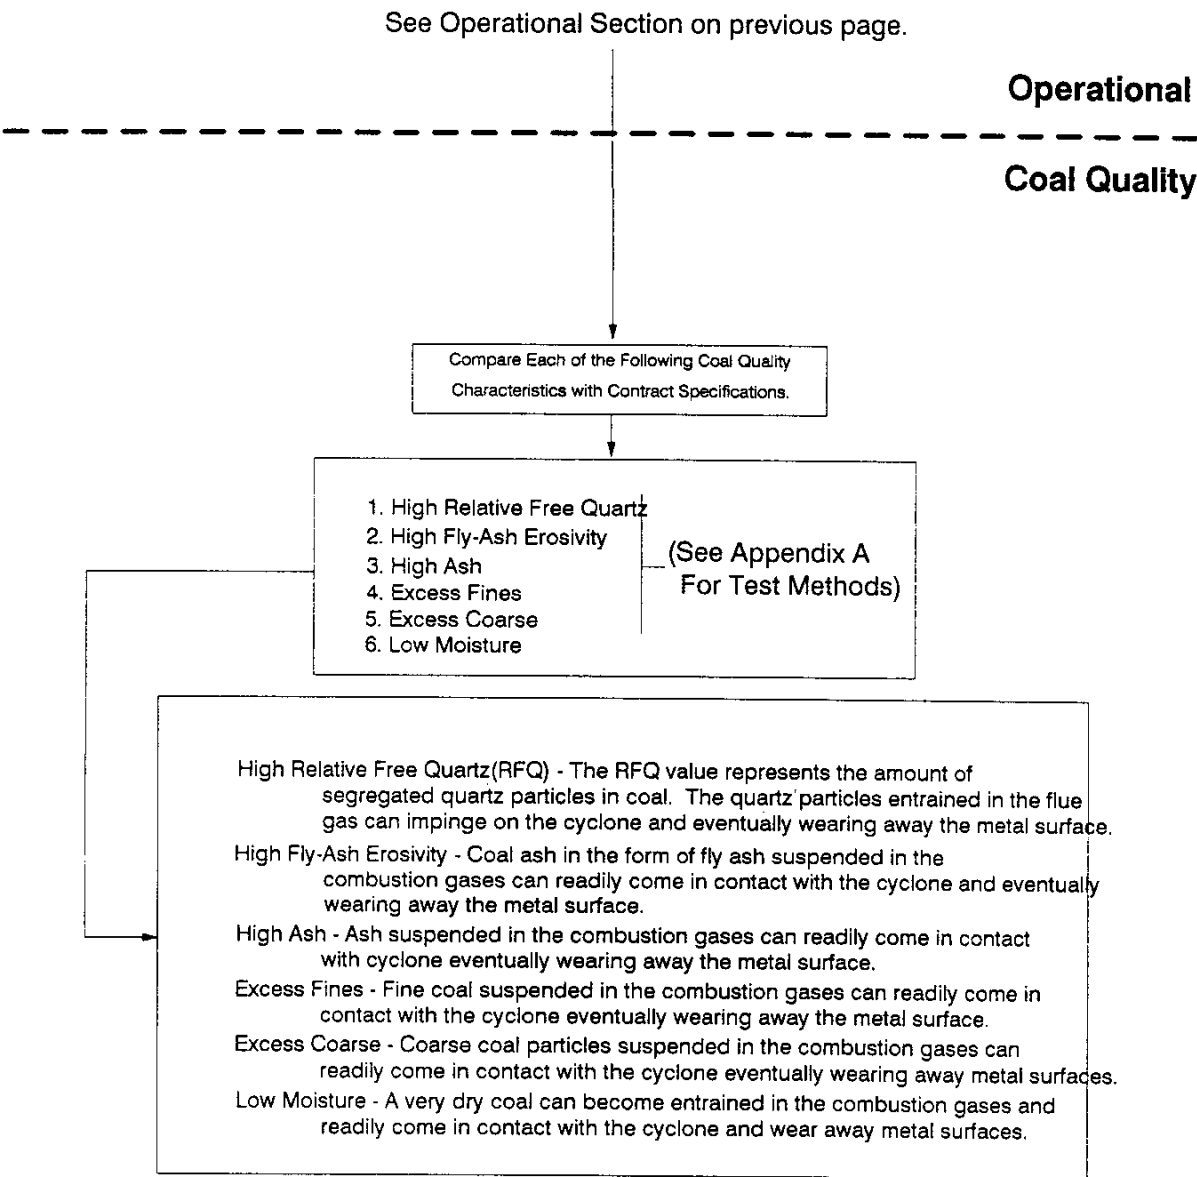 See Operational Section on previous page.
Operational
Coal Quality
Compare Each of the Following Coal Quality
Characteristics with Contract Specifications.
1. High Relative Free Quartz
2. High Fly-Ash Erosivity
3. High Ash
4. Excess Fines
5. Excess Coarse
6. Low Moisture
(See Appendix A
For Test Methods)
High Relative Free Quartz(RFQ) - The RFQ value represents the amount of
segregated quartz particles in coal. The quartz particles entrained in the flue
gas can impinge on the cyclone and eventually wearing away the metal surface.
High Fly-Ash Erosivity - Coal ash in the form of fly ash suspended in the
combustion gases can readily come in contact with the cyclone and eventually
wearing away the metal surface.
High Ash - Ash suspended in the combustion gases can readily come in contact
with cyclone eventually wearing away the metal surface.
Excess Fines - Fine coal suspended in the combustion gases can readily come in
contact with the cyclone eventually wearing away the metal surface.
Excess Coarse - Coarse coal particles suspended in the combustion gases can
readily come in contact with the cyclone eventually wearing away metal surfaces.
Low Moisture - A very dry coal can become entrained in the combustion gases and
readily come in contact with the cyclone and wear away metal surfaces.